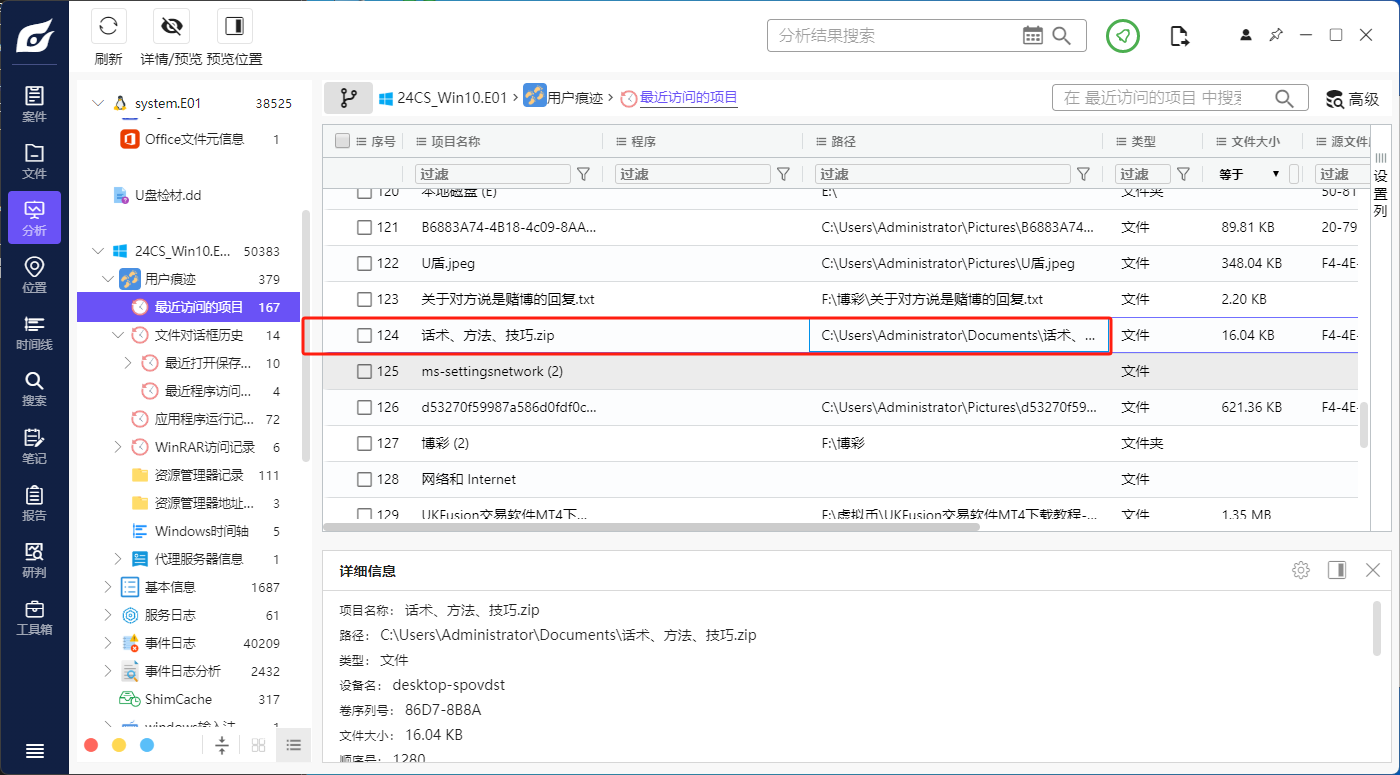 刷新
详情/预览
预览位置
分析结果搜索
案件
文件
分析
位置
时间线
搜索
笔记
报告
研判
工具箱
system.E01 38525
Office文件元信息 1
U盘检材.dd
24CS_Win10.E... 50383
用户痕迹 379
最近访问的项目 167
文件对话框历史 14
最近打开保存... 10
最近程序访问... 4
应用程序运行记... 72
WinRAR访问记录 6
资源管理器记录 111
资源管理器地址... 3
Windows时间轴 5
代理服务器信息 1
基本信息 1687
服务日志 61
事件日志 40209
事件日志分析 2432
ShimCache 317
windows输入法 1
24CS_Win10.E01 › 用户痕迹 › 最近访问的项目
在 最近访问的项目 中搜索
高级
序号 项目名称 程序 路径 类型 文件大小 源文件
过滤 过滤 过滤 过滤 等于 过滤
设置列
120 本地磁盘 (E) E:\ 文件夹 50-81
121 B6883A74-4B18-4c09-8AA... C:\Users\Administrator\Pictures\B6883A74... 文件 89.81 KB 20-79
122 U盾.jpeg C:\Users\Administrator\Pictures\U盾.jpeg 文件 348.04 KB F4-4E-
123 关于对方说是赌博的回复.txt F:\博彩\关于对方说是赌博的回复.txt 文件 2.20 KB
124 话术、方法、技巧.zip C:\Users\Administrator\Documents\话术、... 文件 16.04 KB F4-4E-
125 ms-settingsnetwork (2) 文件
126 d53270f59987a586d0fdf0c... C:\Users\Administrator\Pictures\d53270f59... 文件 621.36 KB F4-4E-
127 博彩 (2) F:\博彩 文件夹
128 网络和 Internet 文件
129 UKFusion交易软件MT4下... F:\虚拟币\UKFusion交易软件MT4下载教程-... 文件 1.35 MB
详细信息
项目名称： 话术、方法、技巧.zip
路径： C:\Users\Administrator\Documents\话术、方法、技巧.zip
类型： 文件
设备名： desktop-spovdst
卷序列号： 86D7-8B8A
文件大小： 16.04 KB
顺序号： 1280